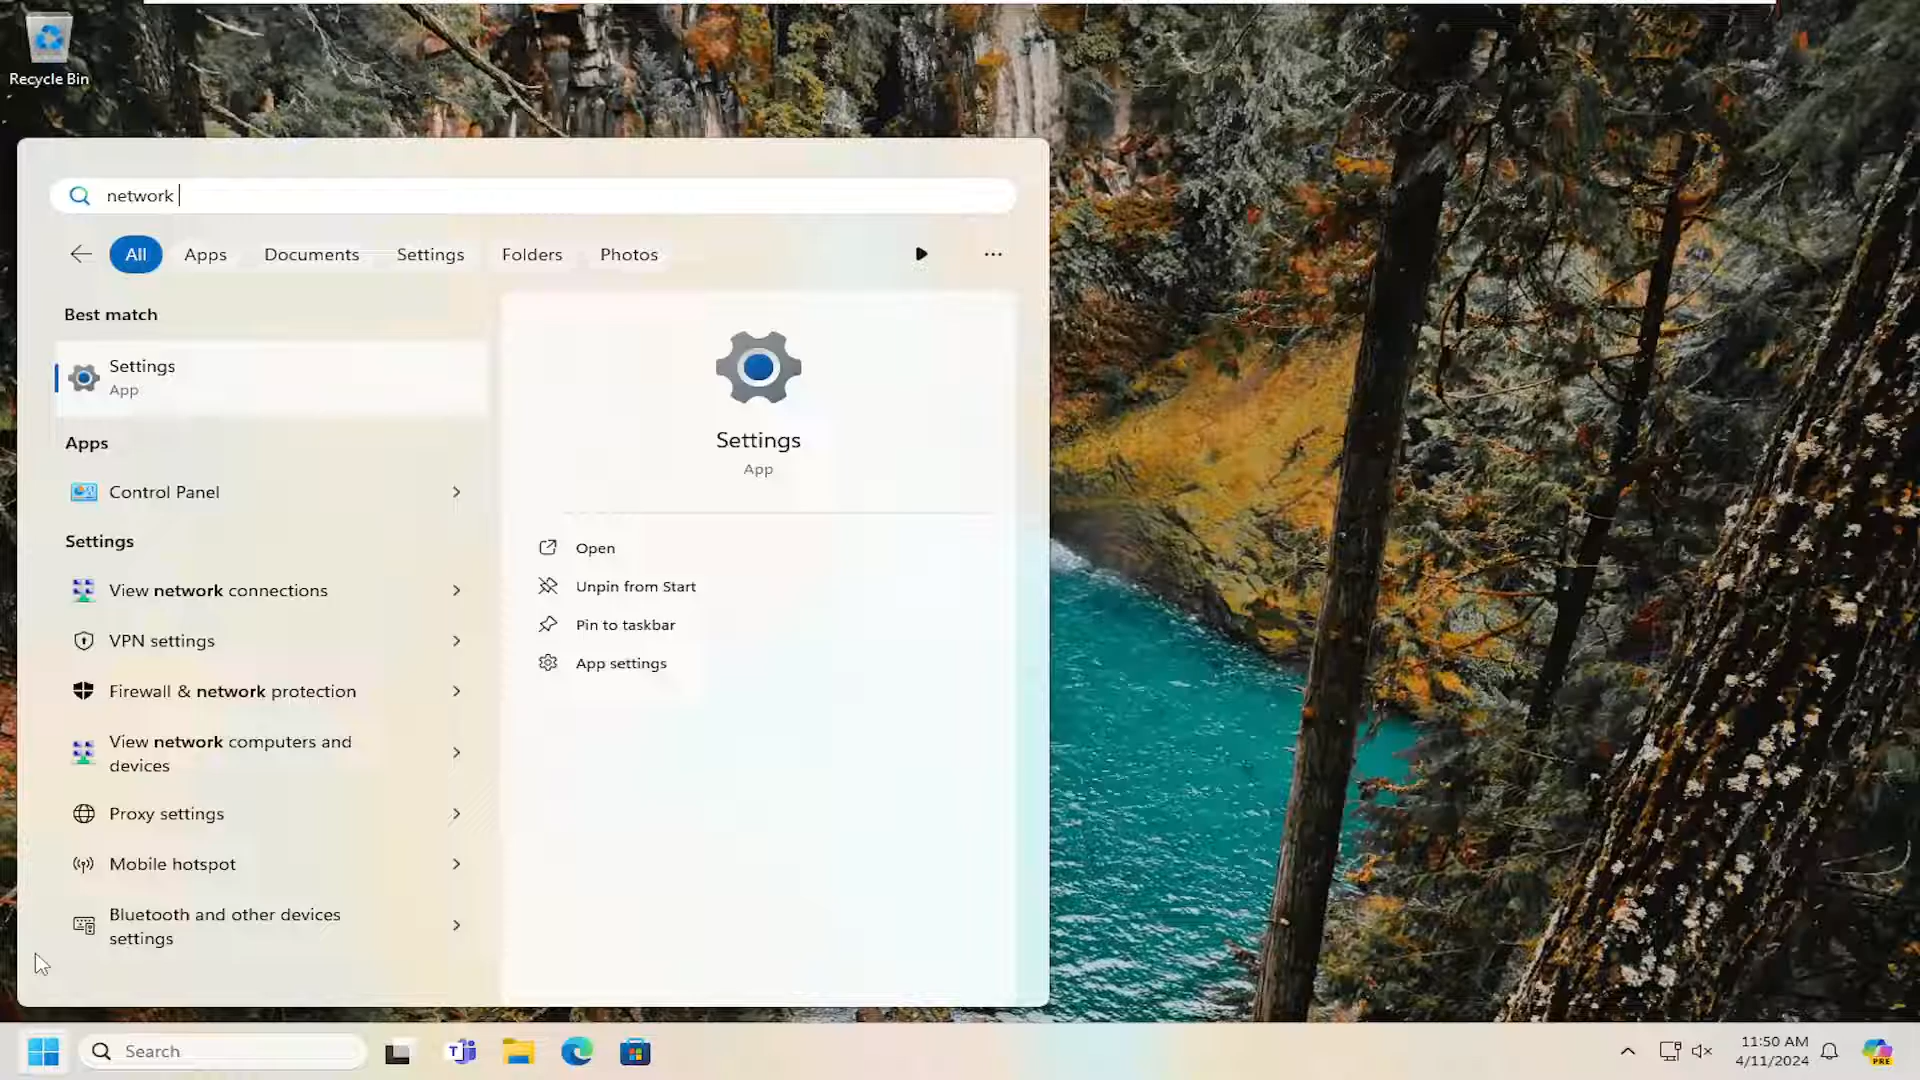 Recycle Bin
network
All
Apps
Documents
Settings
Folders
Photos
Best match
Settings
App
Apps
Control Panel
Settings
View network connections
VPN settings
Firewall & network protection
View network computers and
devices
Proxy settings
Mobile hotspot
Bluetooth and other devices
settings
Settings
App
Open
Unpin from Start
Pin to taskbar
App settings
Search
11:50 AM
4/11/2024
PRE